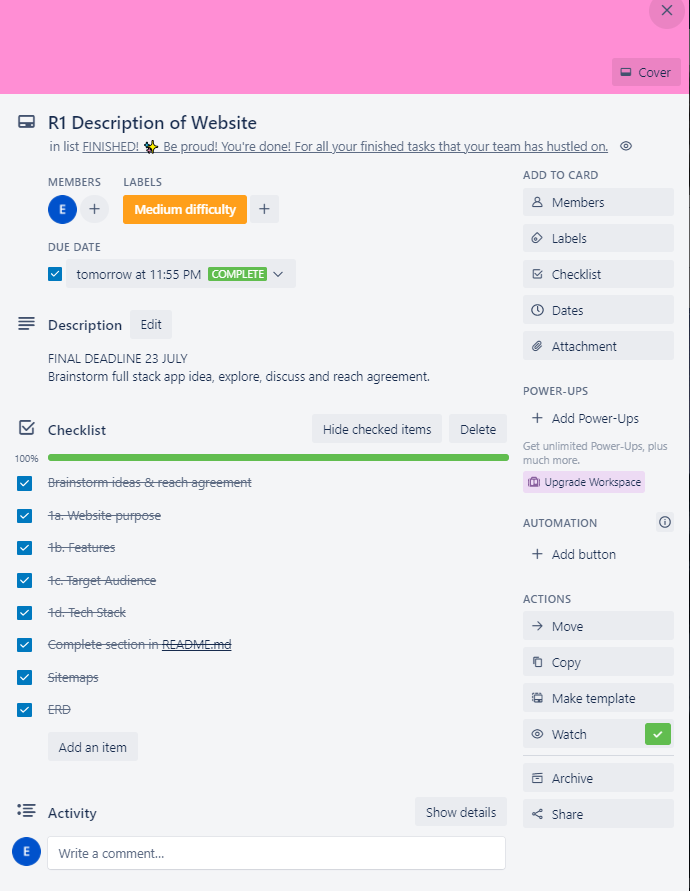 Cover
R1 Description of Website
in list FINISHED! ✨ Be proud! You're done! For all your finished tasks that your team has hustled on.
MEMBERS LABELS
E + Medium difficulty +
DUE DATE
tomorrow at 11:55 PM COMPLETE
Description Edit
FINAL DEADLINE 23 JULY
Brainstorm full stack app idea, explore, discuss and reach agreement.
Checklist Hide checked items Delete
100%
Brainstorm ideas & reach agreement
1a. Website purpose
1b. Features
1c. Target Audience
1d. Tech Stack
Complete section in README.md
Sitemaps
ERD
Add an item
Activity Show details
E Write a comment...
ADD TO CARD
Members
Labels
Checklist
Dates
Attachment
POWER-UPS
+ Add Power-Ups
Get unlimited Power-Ups, plus
much more.
Upgrade Workspace
AUTOMATION
+ Add button
ACTIONS
Move
Copy
Make template
Watch
Archive
Share